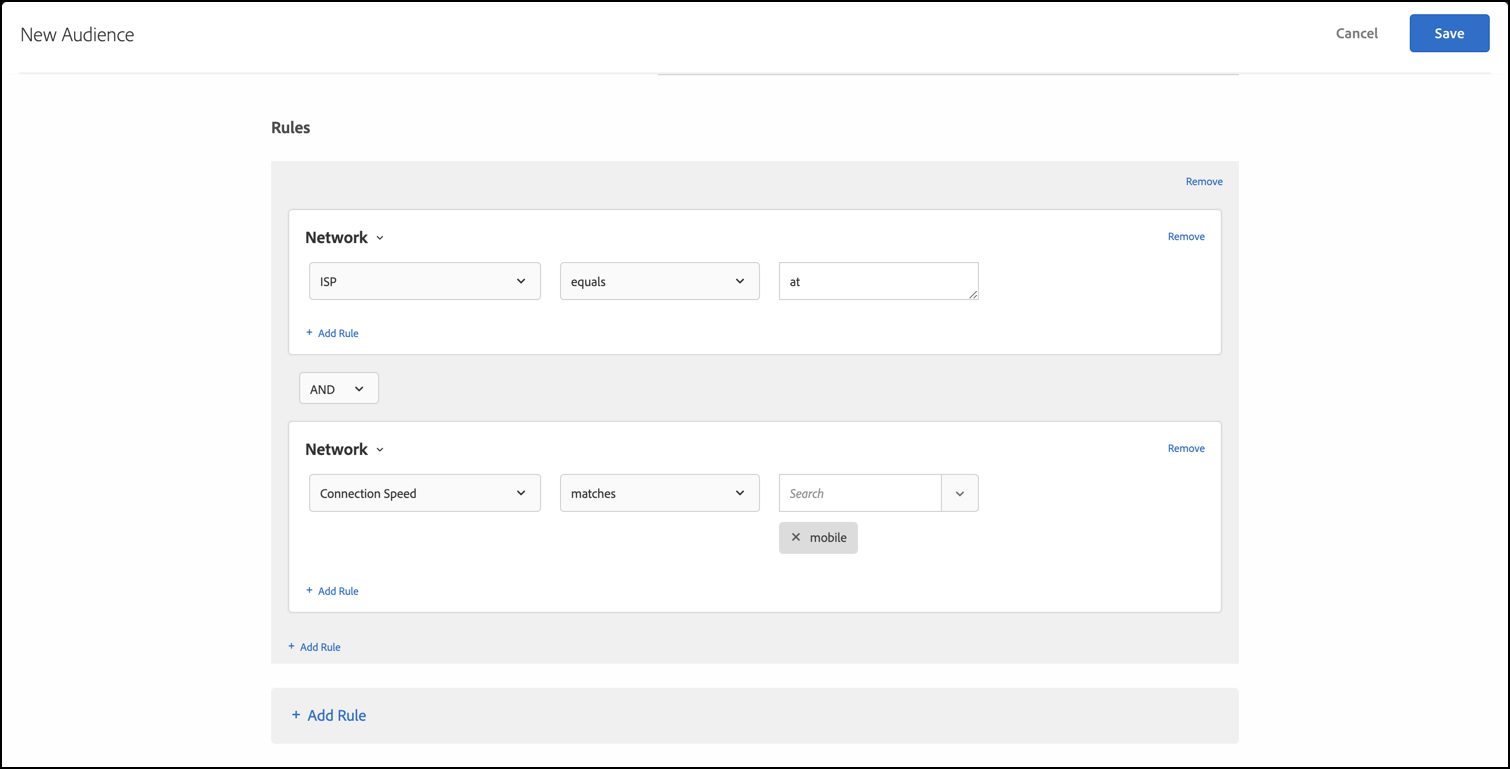 New Audience
Cancel
Save
Rules
Remove
Network
Remove
ISP
equals
at
+ Add Rule
AND
Network
Remove
Connection Speed
matches
Search
× mobile
+ Add Rule
+ Add Rule
+ Add Rule